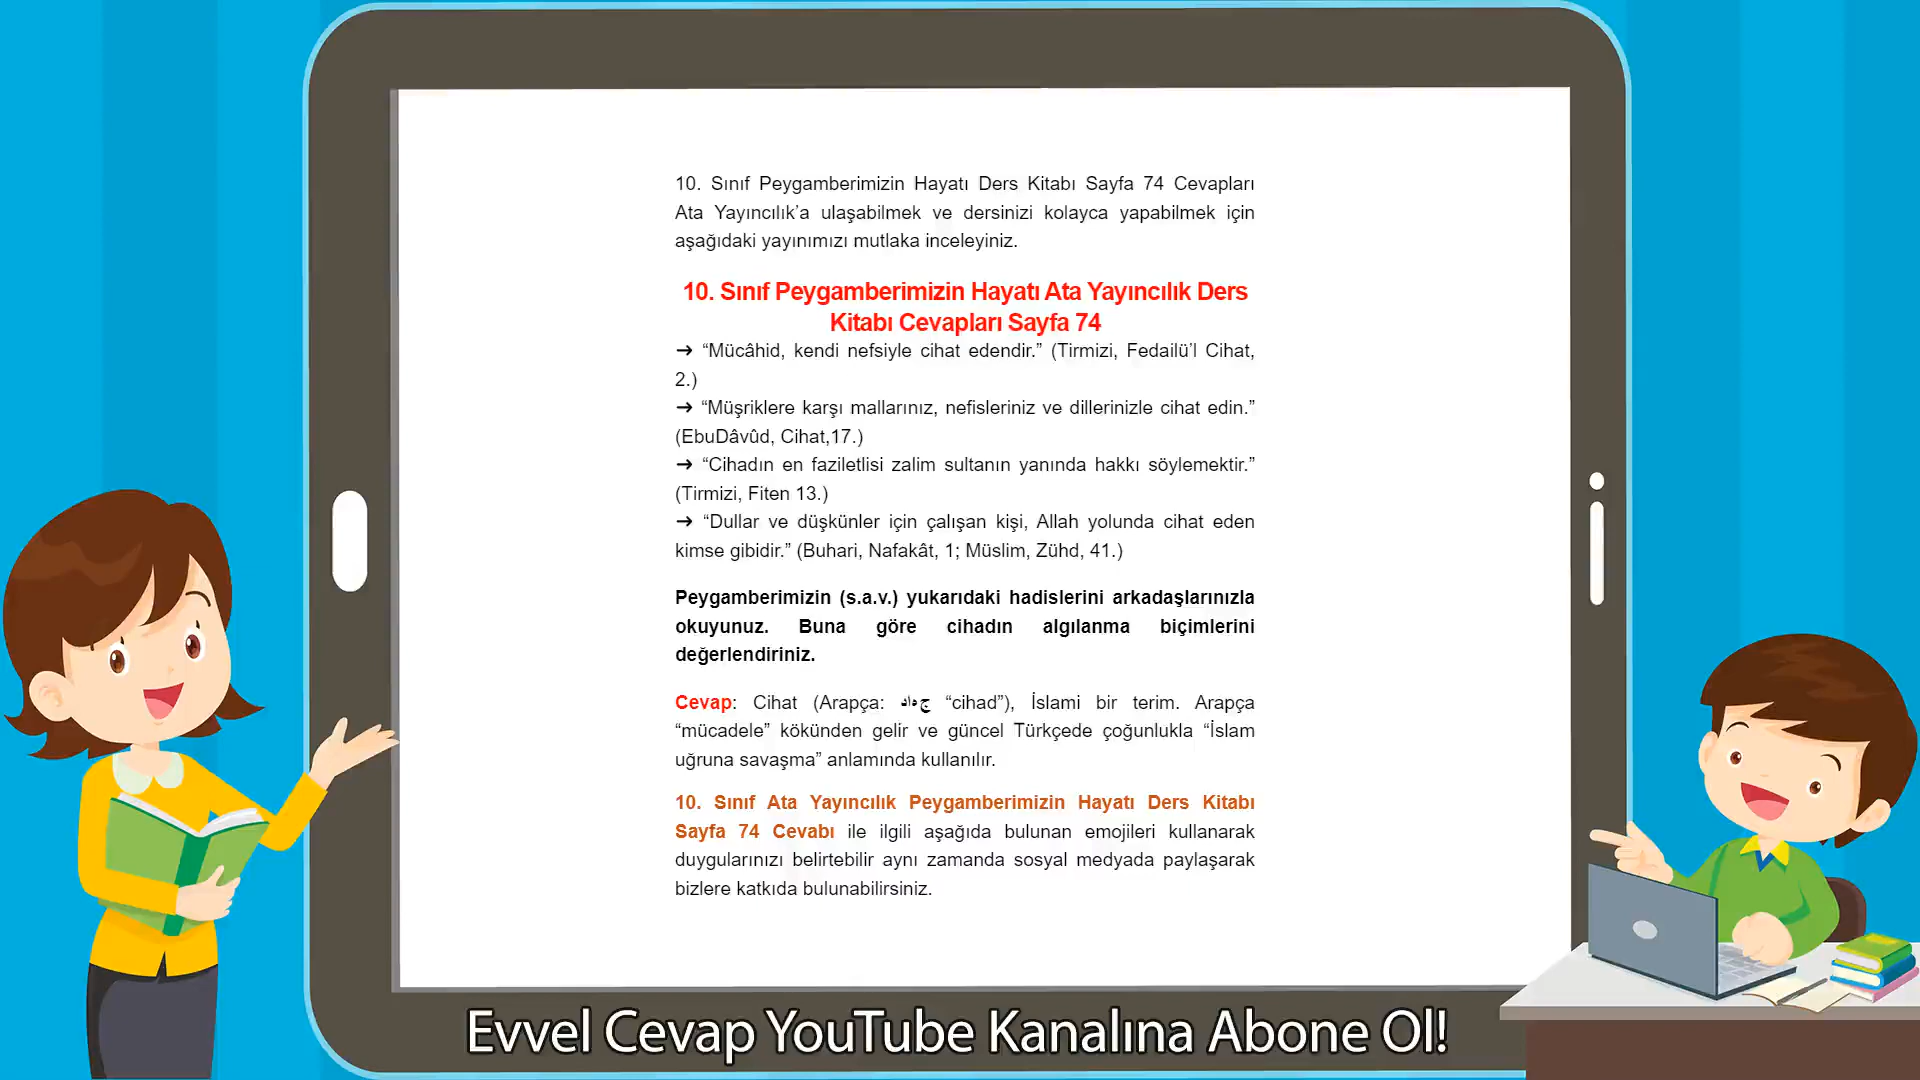 10. Sınıf Peygamberimizin Hayatı Ders Kitabı Sayfa 74 Cevapları
Ata Yayıncılık’a ulaşabilmek ve dersinizi kolayca yapabilmek için
aşağıdaki yayınımızı mutlaka inceleyiniz.
10. Sınıf Peygamberimizin Hayatı Ata Yayıncılık Ders
Kitabı Cevapları Sayfa 74
➞ “Mücâhid, kendi nefsiyle cihat edendir.” (Tirmizi, Fedailü’l Cihat,
2.)
➞ “Müşriklere karşı mallarınız, nefisleriniz ve dillerinizle cihat edin.”
(EbuDâvûd, Cihat,17.)
➞ “Cihadın en faziletlisi zalim sultanın yanında hakkı söylemektir.”
(Tirmizi, Fiten 13.)
➞ “Dullar ve düşkünler için çalışan kişi, Allah yolunda cihat eden
kimse gibidir.” (Buhari, Nafakât, 1; Müslim, Zühd, 41.)
Peygamberimizin (s.a.v.) yukarıdaki hadislerini arkadaşlarınızla
okuyunuz. Buna göre cihadın algılanma biçimlerini
değerlendiriniz.
Cevap: Cihat (Arapça: جهاد “cihad”), İslami bir terim. Arapça
“mücadele” kökünden gelir ve güncel Türkçede çoğunlukla “İslam
uğruna savaşma” anlamında kullanılır.
10. Sınıf Ata Yayıncılık Peygamberimizin Hayatı Ders Kitabı
Sayfa 74 Cevabı ile ilgili aşağıda bulunan emojileri kullanarak
duygularınızı belirtebilir aynı zamanda sosyal medyada paylaşarak
bizlere katkıda bulunabilirsiniz.
Evvel Cevap YouTube Kanalına Abone Ol!